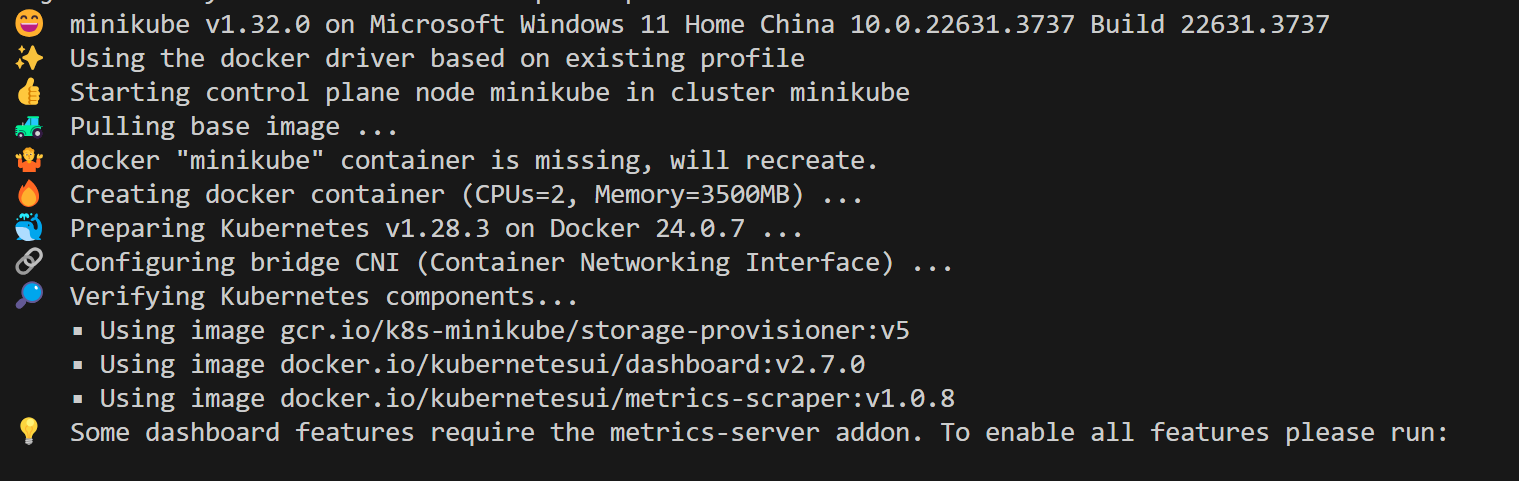 minikube v1.32.0 on Microsoft Windows 11 Home China 10.0.22631.3737 Build 22631.3737
Using the docker driver based on existing profile
Starting control plane node minikube in cluster minikube
Pulling base image ...
docker "minikube" container is missing, will recreate.
Creating docker container (CPUs=2, Memory=3500MB) ...
Preparing Kubernetes v1.28.3 on Docker 24.0.7 ...
Configuring bridge CNI (Container Networking Interface) ...
Verifying Kubernetes components...
▪ Using image gcr.io/k8s-minikube/storage-provisioner:v5
▪ Using image docker.io/kubernetesui/dashboard:v2.7.0
▪ Using image docker.io/kubernetesui/metrics-scraper:v1.0.8
Some dashboard features require the metrics-server addon. To enable all features please run: